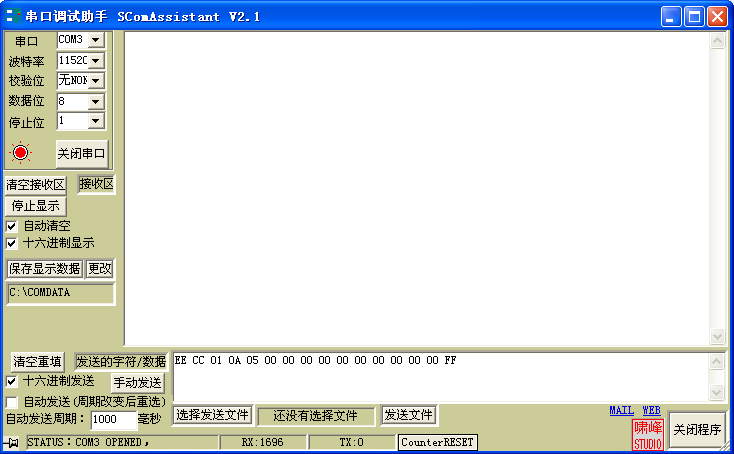 串口调试助手 SComAssistant V2.1
串口 COM3
波特率 11520
校验位 无NON
数据位 8
停止位 1
关闭串口
清空接收区 接收区
停止显示
自动清空
十六进制显示
保存显示数据 更改
C:\COMDATA
清空重填 发送的字符/数据 EE CC 01 0A 05 00 00 00 00 00 00 00 00 00 00 FF
十六进制发送 手动发送
自动发送(周期改变后重选)
自动发送周期： 1000 毫秒 选择发送文件 还没有选择文件 发送文件
MAIL WEB
啸峰
STUDIO
关闭程序
STATUS：COM3 OPENED， RX:1696 TX:0 CounterRESET